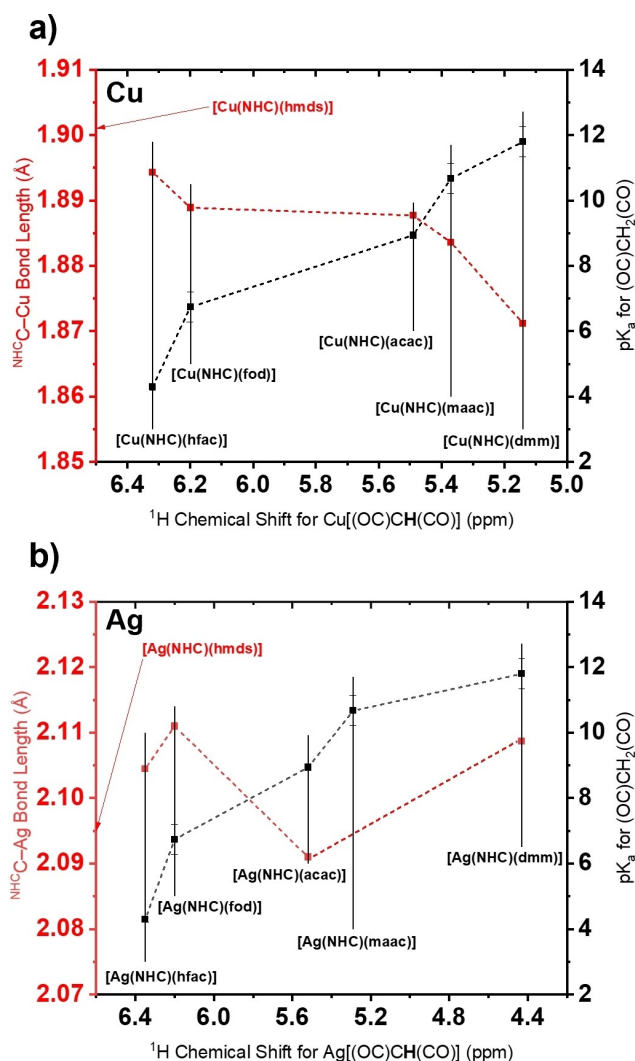 a)
Cu
[Cu(NHC)(hmds)]
1.91
1.90
1.89
1.88
1.87
1.86
1.85
NHCC–Cu Bond Length (Å)
14
12
10
8
6
4
2
pKa for (OC)CH2(CO)
[Cu(NHC)(acac)]
[Cu(NHC)(fod)]
[Cu(NHC)(maac)]
[Cu(NHC)(hfac)]
[Cu(NHC)(dmm)]
6.4 6.2 6.0 5.8 5.6 5.4 5.2 5.0
1H Chemical Shift for Cu[(OC)CH(CO)] (ppm)
b)
Ag
[Ag(NHC)(hmds)]
2.13
2.12
2.11
2.10
2.09
2.08
2.07
NHCC–Ag Bond Length (Å)
14
12
10
8
6
4
2
pKa for (OC)CH2(CO)
[Ag(NHC)(dmm)]
[Ag(NHC)(acac)]
[Ag(NHC)(fod)]
[Ag(NHC)(maac)]
[Ag(NHC)(hfac)]
6.4 6.0 5.6 5.2 4.8 4.4
1H Chemical Shift for Ag[(OC)CH(CO)] (ppm)